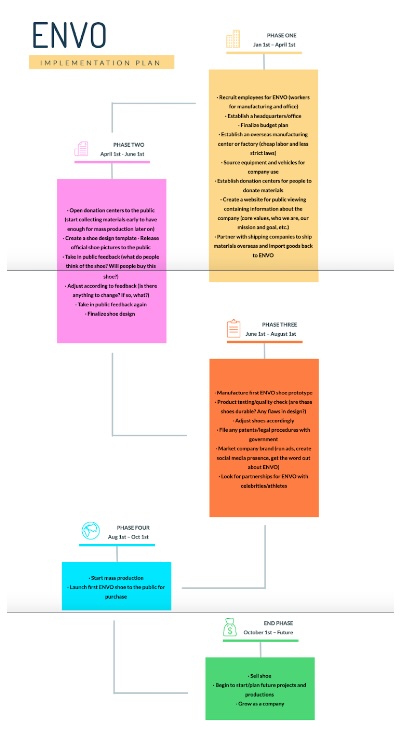 ENVO
IMPLEMENTATION PLAN
PHASE ONE
Jan 1st – April 1st
- Recruit employees for ENVO (workers
for manufacturing and office)
- Establish a headquarters/office
- Finalize budget plan
- Establish an overseas manufacturing
center or factory (cheap labor and less
strict laws)
- Source equipment and vehicles for
company use
- Establish donation centers for people to
donate materials
- Create a website for public viewing
containing information about the
company (core values, who we are, our
mission and goal, etc.)
- Partner with shipping companies to ship
materials overseas and import goods back
to ENVO
PHASE TWO
April 1st - June 1st
- Open donation centers to the public
(start collecting materials early to have
enough for mass production later on)
- Create a shoe design template - Release
official shoe pictures to the public
- Take in public feedback (what do people
think of the shoe? Will people buy this
shoe?)
- Adjust according to feedback (is there
anything to change? if so, what?)
- Take in public feedback again
- Finalize shoe design
PHASE THREE
June 1st – August 1st
- Manufacture first ENVO shoe prototype
- Product testing/quality check (are these
shoes durable? Any flaws in design?)
- Adjust shoes accordingly
- File any patents/legal procedures with
government
- Market company brand (run ads, create
social media presence, get the word out
about ENVO)
- Look for partnerships for ENVO with
celebrities/athletes
PHASE FOUR
Aug 1st – Oct 1st
- Start mass production
- Launch first ENVO shoe to the public for
purchase
END PHASE
October 1st – Future
- Sell shoe
- Begin to start/plan future projects and
productions
- Grow as a company